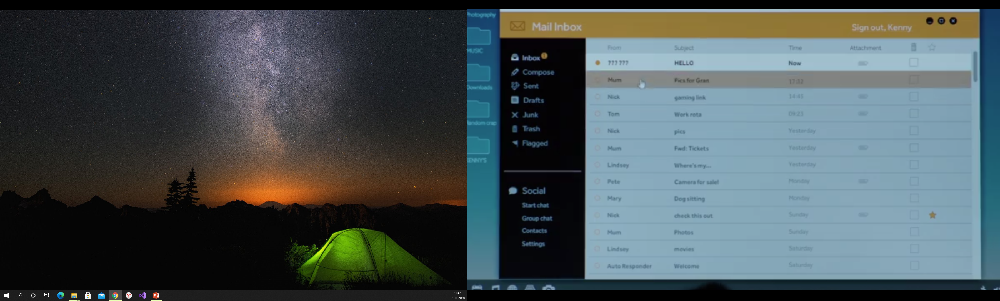 21:43
18.11.2020
Photography
MUSIC
Downloads
Random crap
KENNY'S
Mail Inbox
Sign out, Kenny
Inbox 1
Compose
Sent
Drafts
Junk
Trash
Flagged
Social
Start chat
Group chat
Contacts
Settings
From Subject Time Attachment
??? ??? HELLO Now
Mum Pics for Gran 17:32
Nick gaming link 14:45
Tom Work rota 09:23
Nick pics Yesterday
Mum Fwd: Tickets Yesterday
Lindsey Where's my... Yesterday
Pete Camera for sale! Monday
Mary Dog sitting Monday
Nick check this out Sunday
Mum Photos Sunday
Lindsey movies Saturday
Auto Responder Welcome Saturday